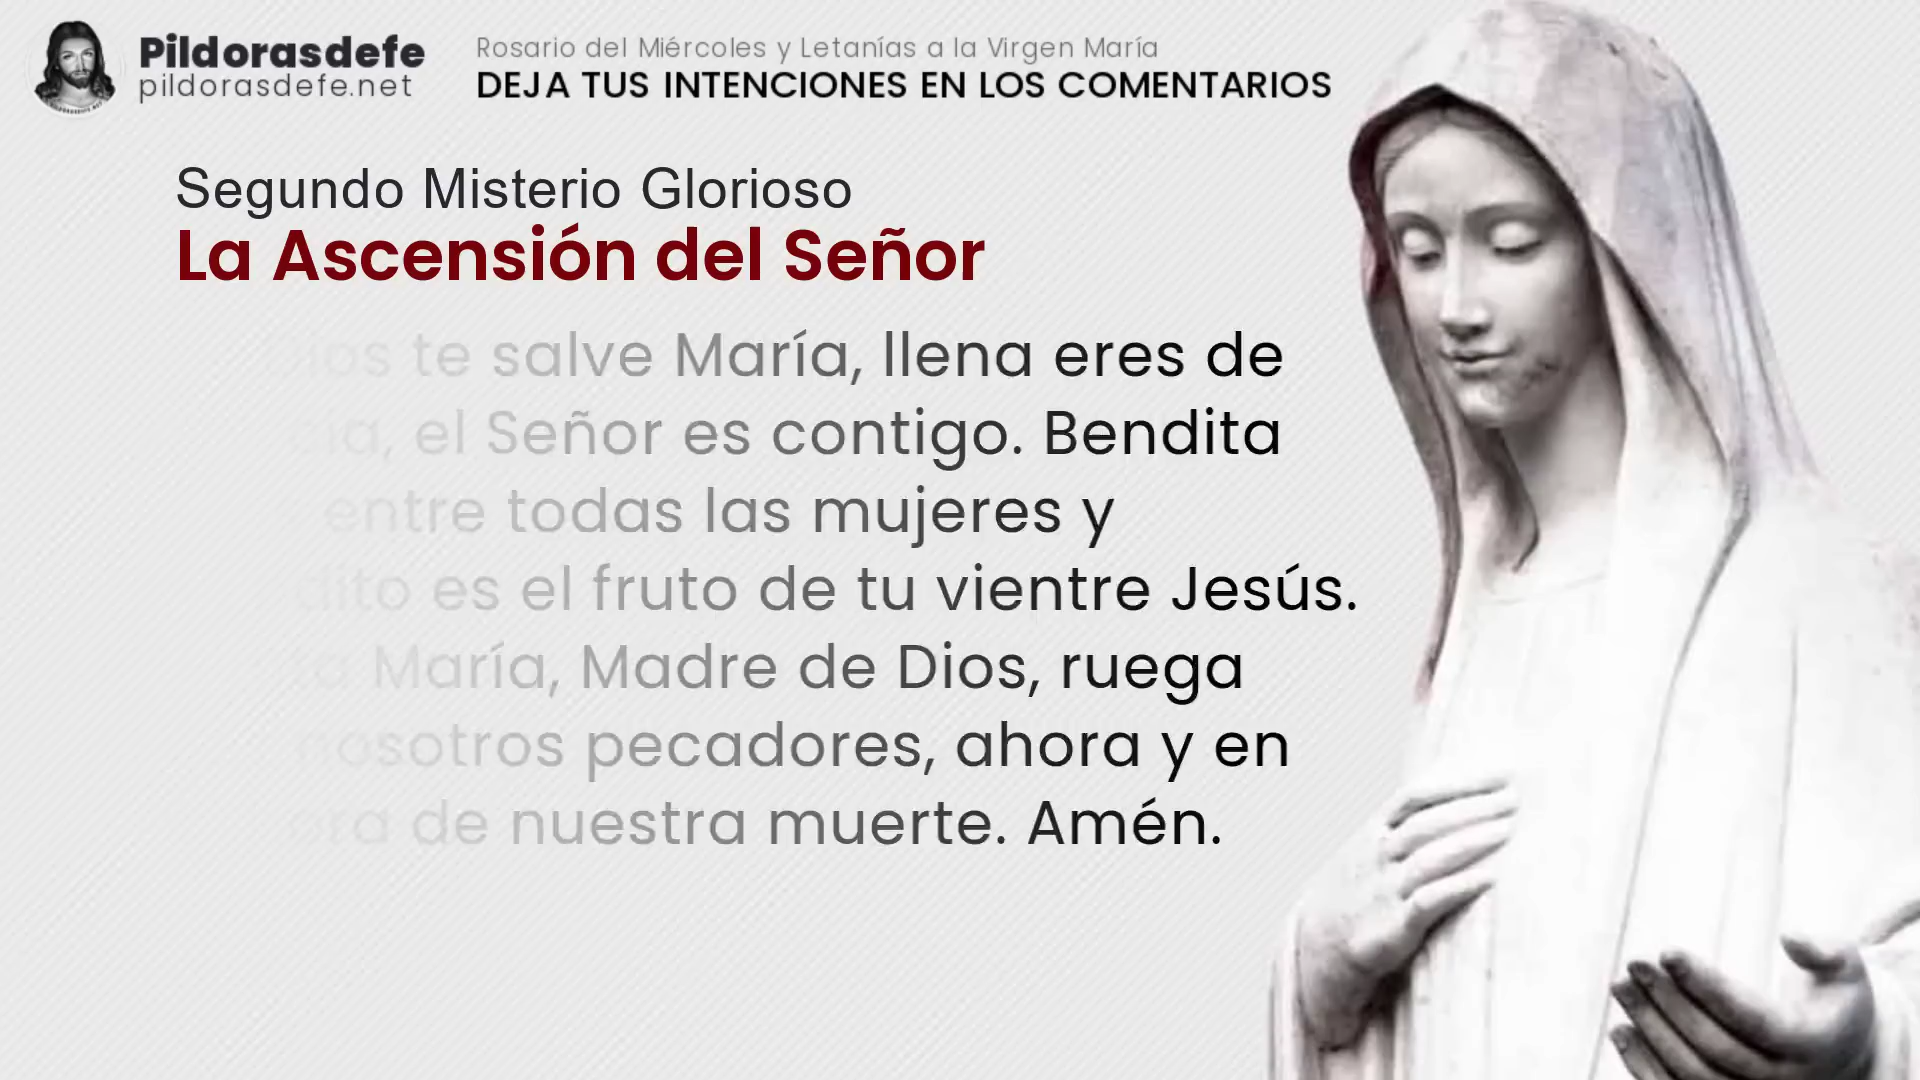 Pildorasdefe
pildorasdefe.net
Rosario del Miércoles y Letanías a la Virgen María
DEJA TUS INTENCIONES EN LOS COMENTARIOS
Segundo Misterio Glorioso
La Ascensión del Señor
te salve María, llena eres de
el Señor es contigo. Bendita
entre todas las mujeres y
es el fruto de tu vientre Jesús.
María, Madre de Dios, ruega
nosotros pecadores, ahora y en
de nuestra muerte. Amén.